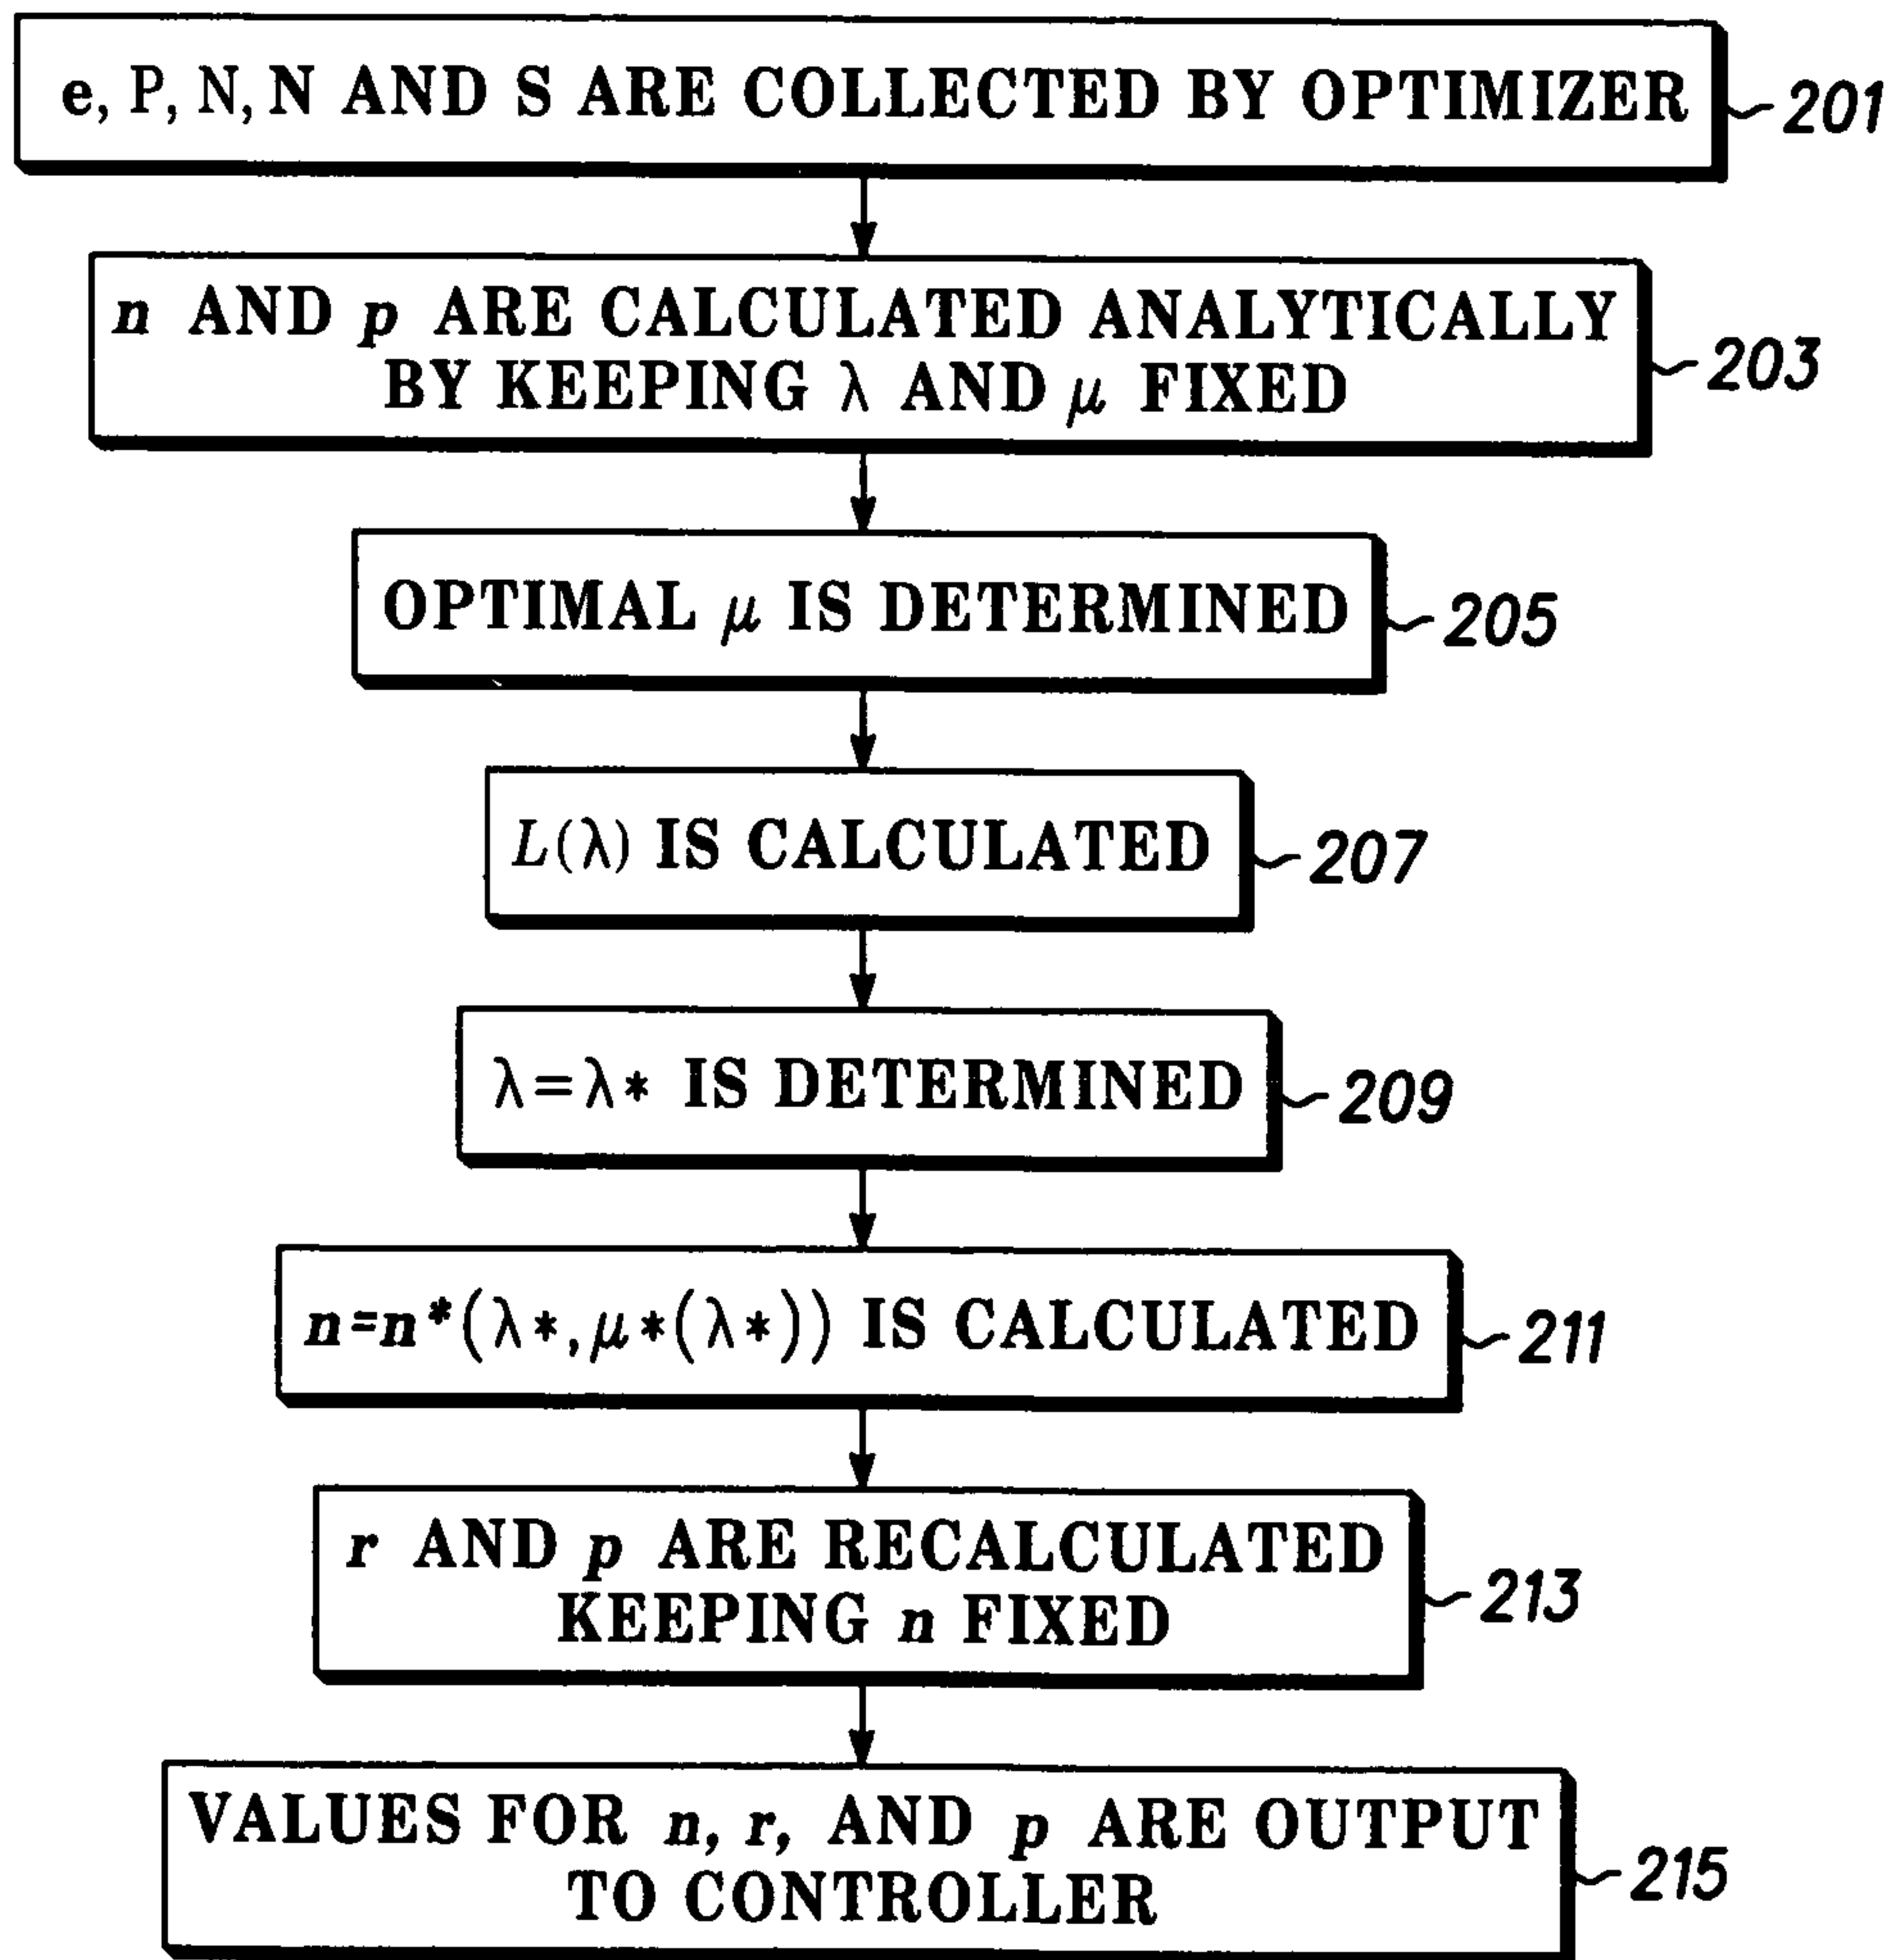 e, P, N, N AND S ARE COLLECTED BY OPTIMIZER
201
n AND p ARE CALCULATED ANALYTICALLY
BY KEEPING λ AND μ FIXED
203
OPTIMAL μ IS DETERMINED
205
L(λ) IS CALCULATED
207
λ=λ* IS DETERMINED
209
n=n*(λ*,μ*(λ*)) IS CALCULATED
211
r AND p ARE RECALCULATED
KEEPING n FIXED
213
VALUES FOR n, r, AND p ARE OUTPUT
TO CONTROLLER
215